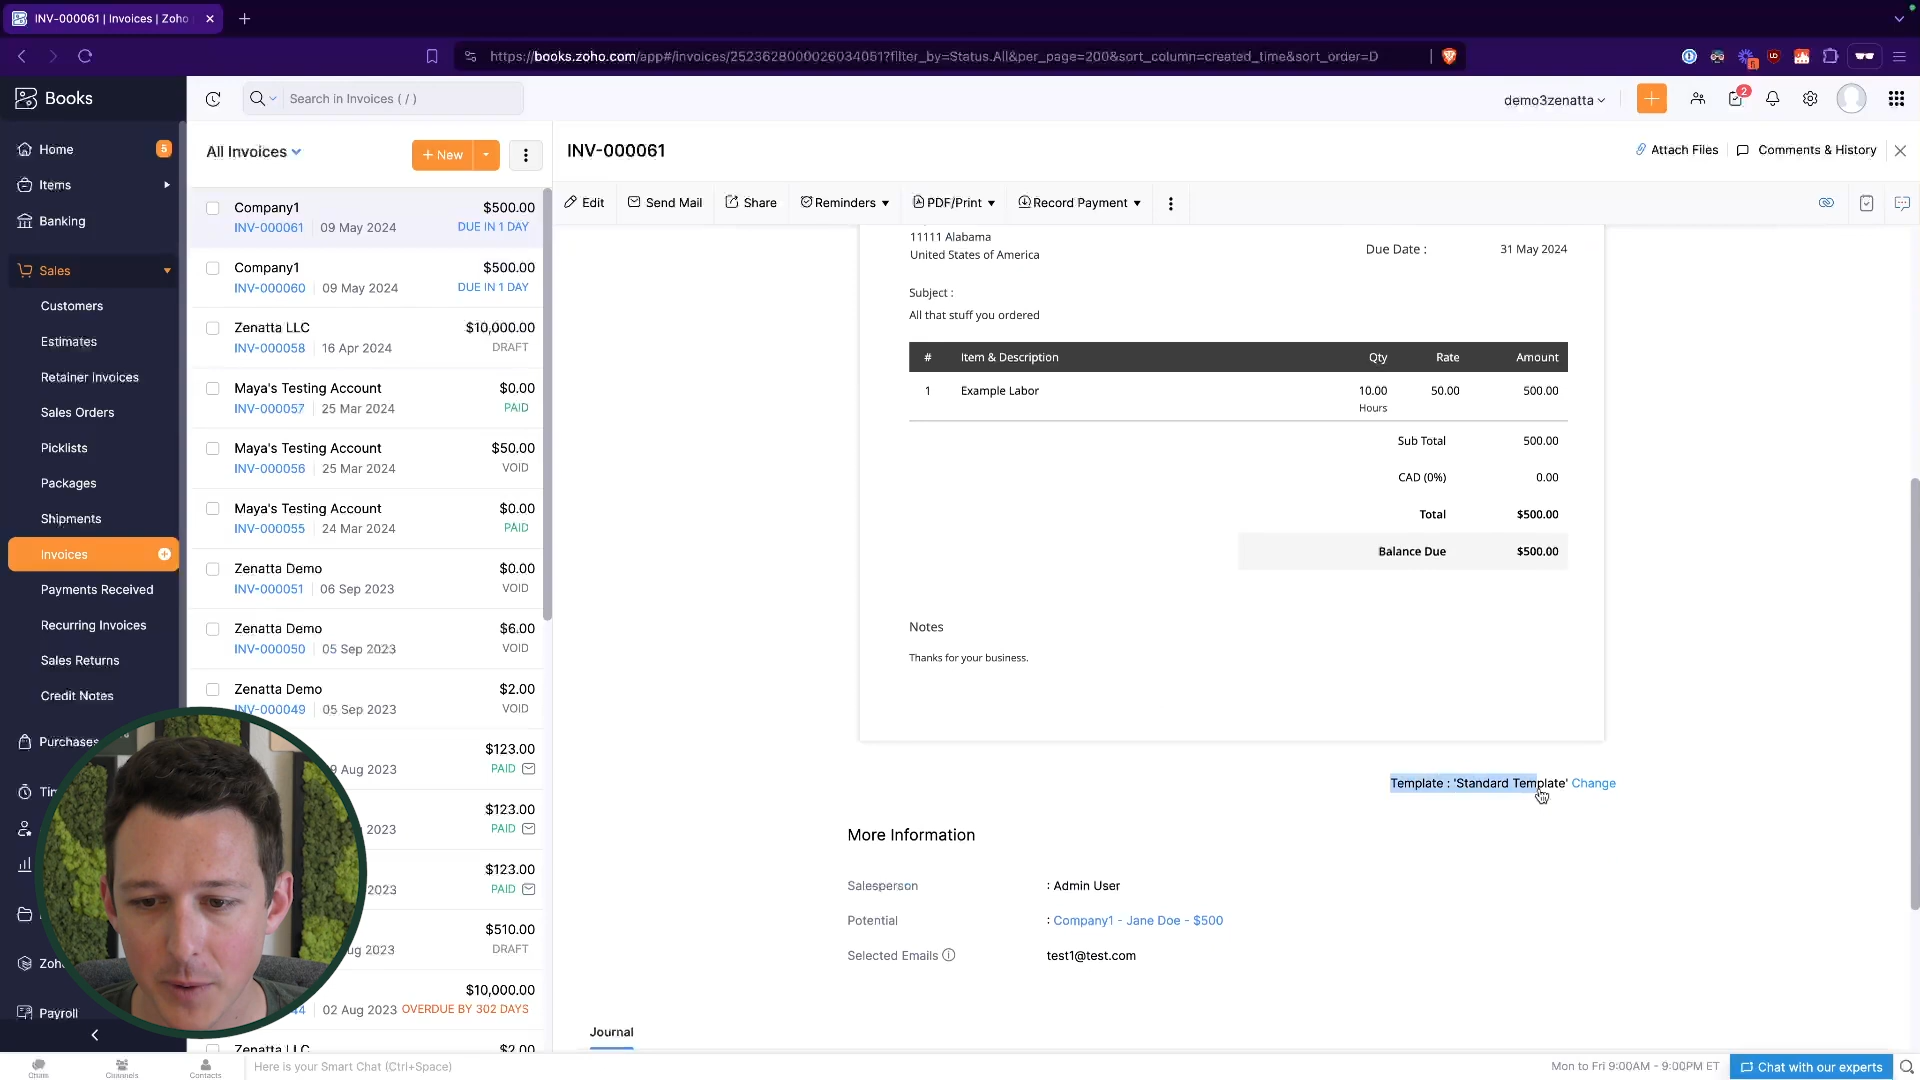 INV-000061 | Invoices | Zoho
https://books.zoho.com/app#/invoices/2523628000026034051?filter_by=Status.All&per_page=200&sort_column=created_time&sort_order=D
Books
Search in Invoices ( / )
demo3zenatta
2
Home
5
Items
Banking
Sales
Customers
Estimates
Retainer Invoices
Sales Orders
Picklists
Packages
Shipments
Invoices
Payments Received
Recurring Invoices
Sales Returns
Credit Notes
Purchases
Payroll
All Invoices
+ New
Company1 $500.00
INV-000061 09 May 2024 DUE IN 1 DAY
Company1 $500.00
INV-000060 09 May 2024 DUE IN 1 DAY
Zenatta LLC $10,000.00
INV-000058 16 Apr 2024 DRAFT
Maya's Testing Account $0.00
INV-000057 25 Mar 2024 PAID
Maya's Testing Account $50.00
INV-000056 25 Mar 2024 VOID
Maya's Testing Account $0.00
INV-000055 24 Mar 2024 PAID
Zenatta Demo $0.00
INV-000051 06 Sep 2023 VOID
Zenatta Demo $6.00
INV-000050 05 Sep 2023 VOID
Zenatta Demo $2.00
INV-000049 05 Sep 2023 VOID
$123.00
9 Aug 2023 PAID
$123.00
2023 PAID
$123.00
2023 PAID
$510.00
ug 2023 DRAFT
$10,000.00
02 Aug 2023 OVERDUE BY 302 DAYS
Zenatta LLC $2.00
INV-000061
Attach Files
Comments & History
Edit
Send Mail
Share
Reminders
PDF/Print
Record Payment
11111 Alabama
United States of America
Due Date : 31 May 2024
Subject :
All that stuff you ordered
# Item & Description Qty Rate Amount
1 Example Labor 10.00 50.00 500.00
Hours
Sub Total 500.00
CAD (0%) 0.00
Total $500.00
Balance Due $500.00
Notes
Thanks for your business.
Template : 'Standard Template' Change
More Information
Salesperson : Admin User
Potential : Company1 - Jane Doe - $500
Selected Emails test1@test.com
Journal
Chats
Channels
Contacts
Here is your Smart Chat (Ctrl+Space)
Mon to Fri 9:00AM - 9:00PM ET
Chat with our experts